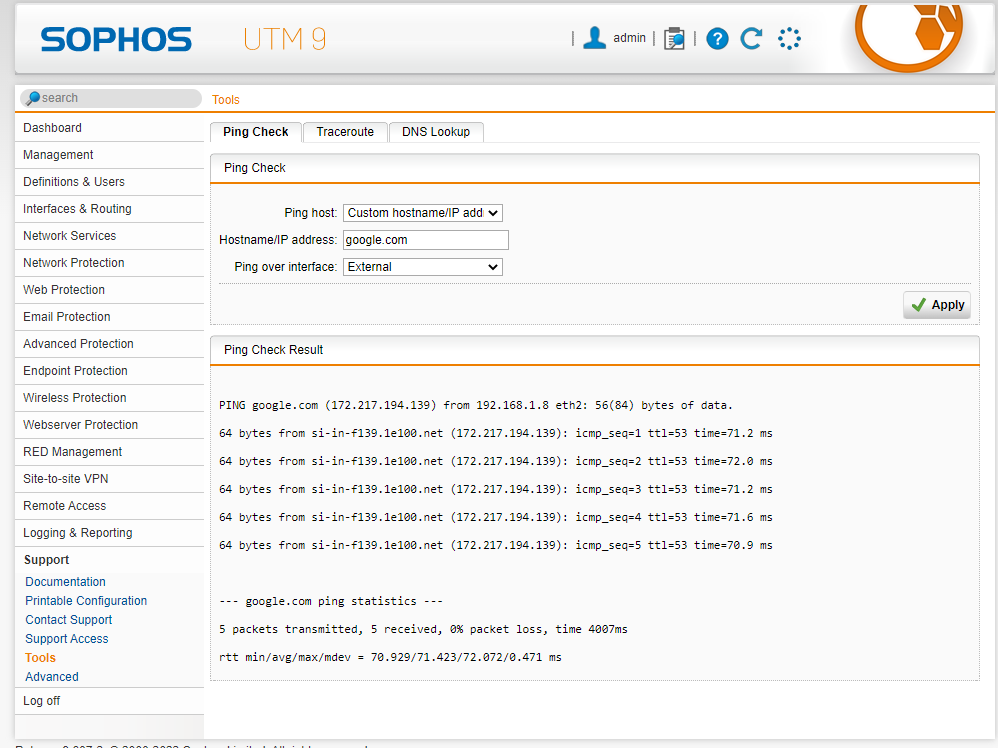 SOPHOS UTM 9 | admin | | ?
search Tools
Dashboard
Management
Definitions & Users
Interfaces & Routing
Network Services
Network Protection
Web Protection
Email Protection
Advanced Protection
Endpoint Protection
Wireless Protection
Webserver Protection
RED Management
Site-to-site VPN
Remote Access
Logging & Reporting
Support
Documentation
Printable Configuration
Contact Support
Support Access
Tools
Advanced
Log off
Ping Check Traceroute DNS Lookup
Ping Check
Ping host: Custom hostname/IP add
Hostname/IP address: google.com
Ping over interface: External
Apply
Ping Check Result
PING google.com (172.217.194.139) from 192.168.1.8 eth2: 56(84) bytes of data.
64 bytes from si-in-f139.1e100.net (172.217.194.139): icmp_seq=1 ttl=53 time=71.2 ms
64 bytes from si-in-f139.1e100.net (172.217.194.139): icmp_seq=2 ttl=53 time=72.0 ms
64 bytes from si-in-f139.1e100.net (172.217.194.139): icmp_seq=3 ttl=53 time=71.2 ms
64 bytes from si-in-f139.1e100.net (172.217.194.139): icmp_seq=4 ttl=53 time=71.6 ms
64 bytes from si-in-f139.1e100.net (172.217.194.139): icmp_seq=5 ttl=53 time=70.9 ms
--- google.com ping statistics ---
5 packets transmitted, 5 received, 0% packet loss, time 4007ms
rtt min/avg/max/mdev = 70.929/71.423/72.072/0.471 ms